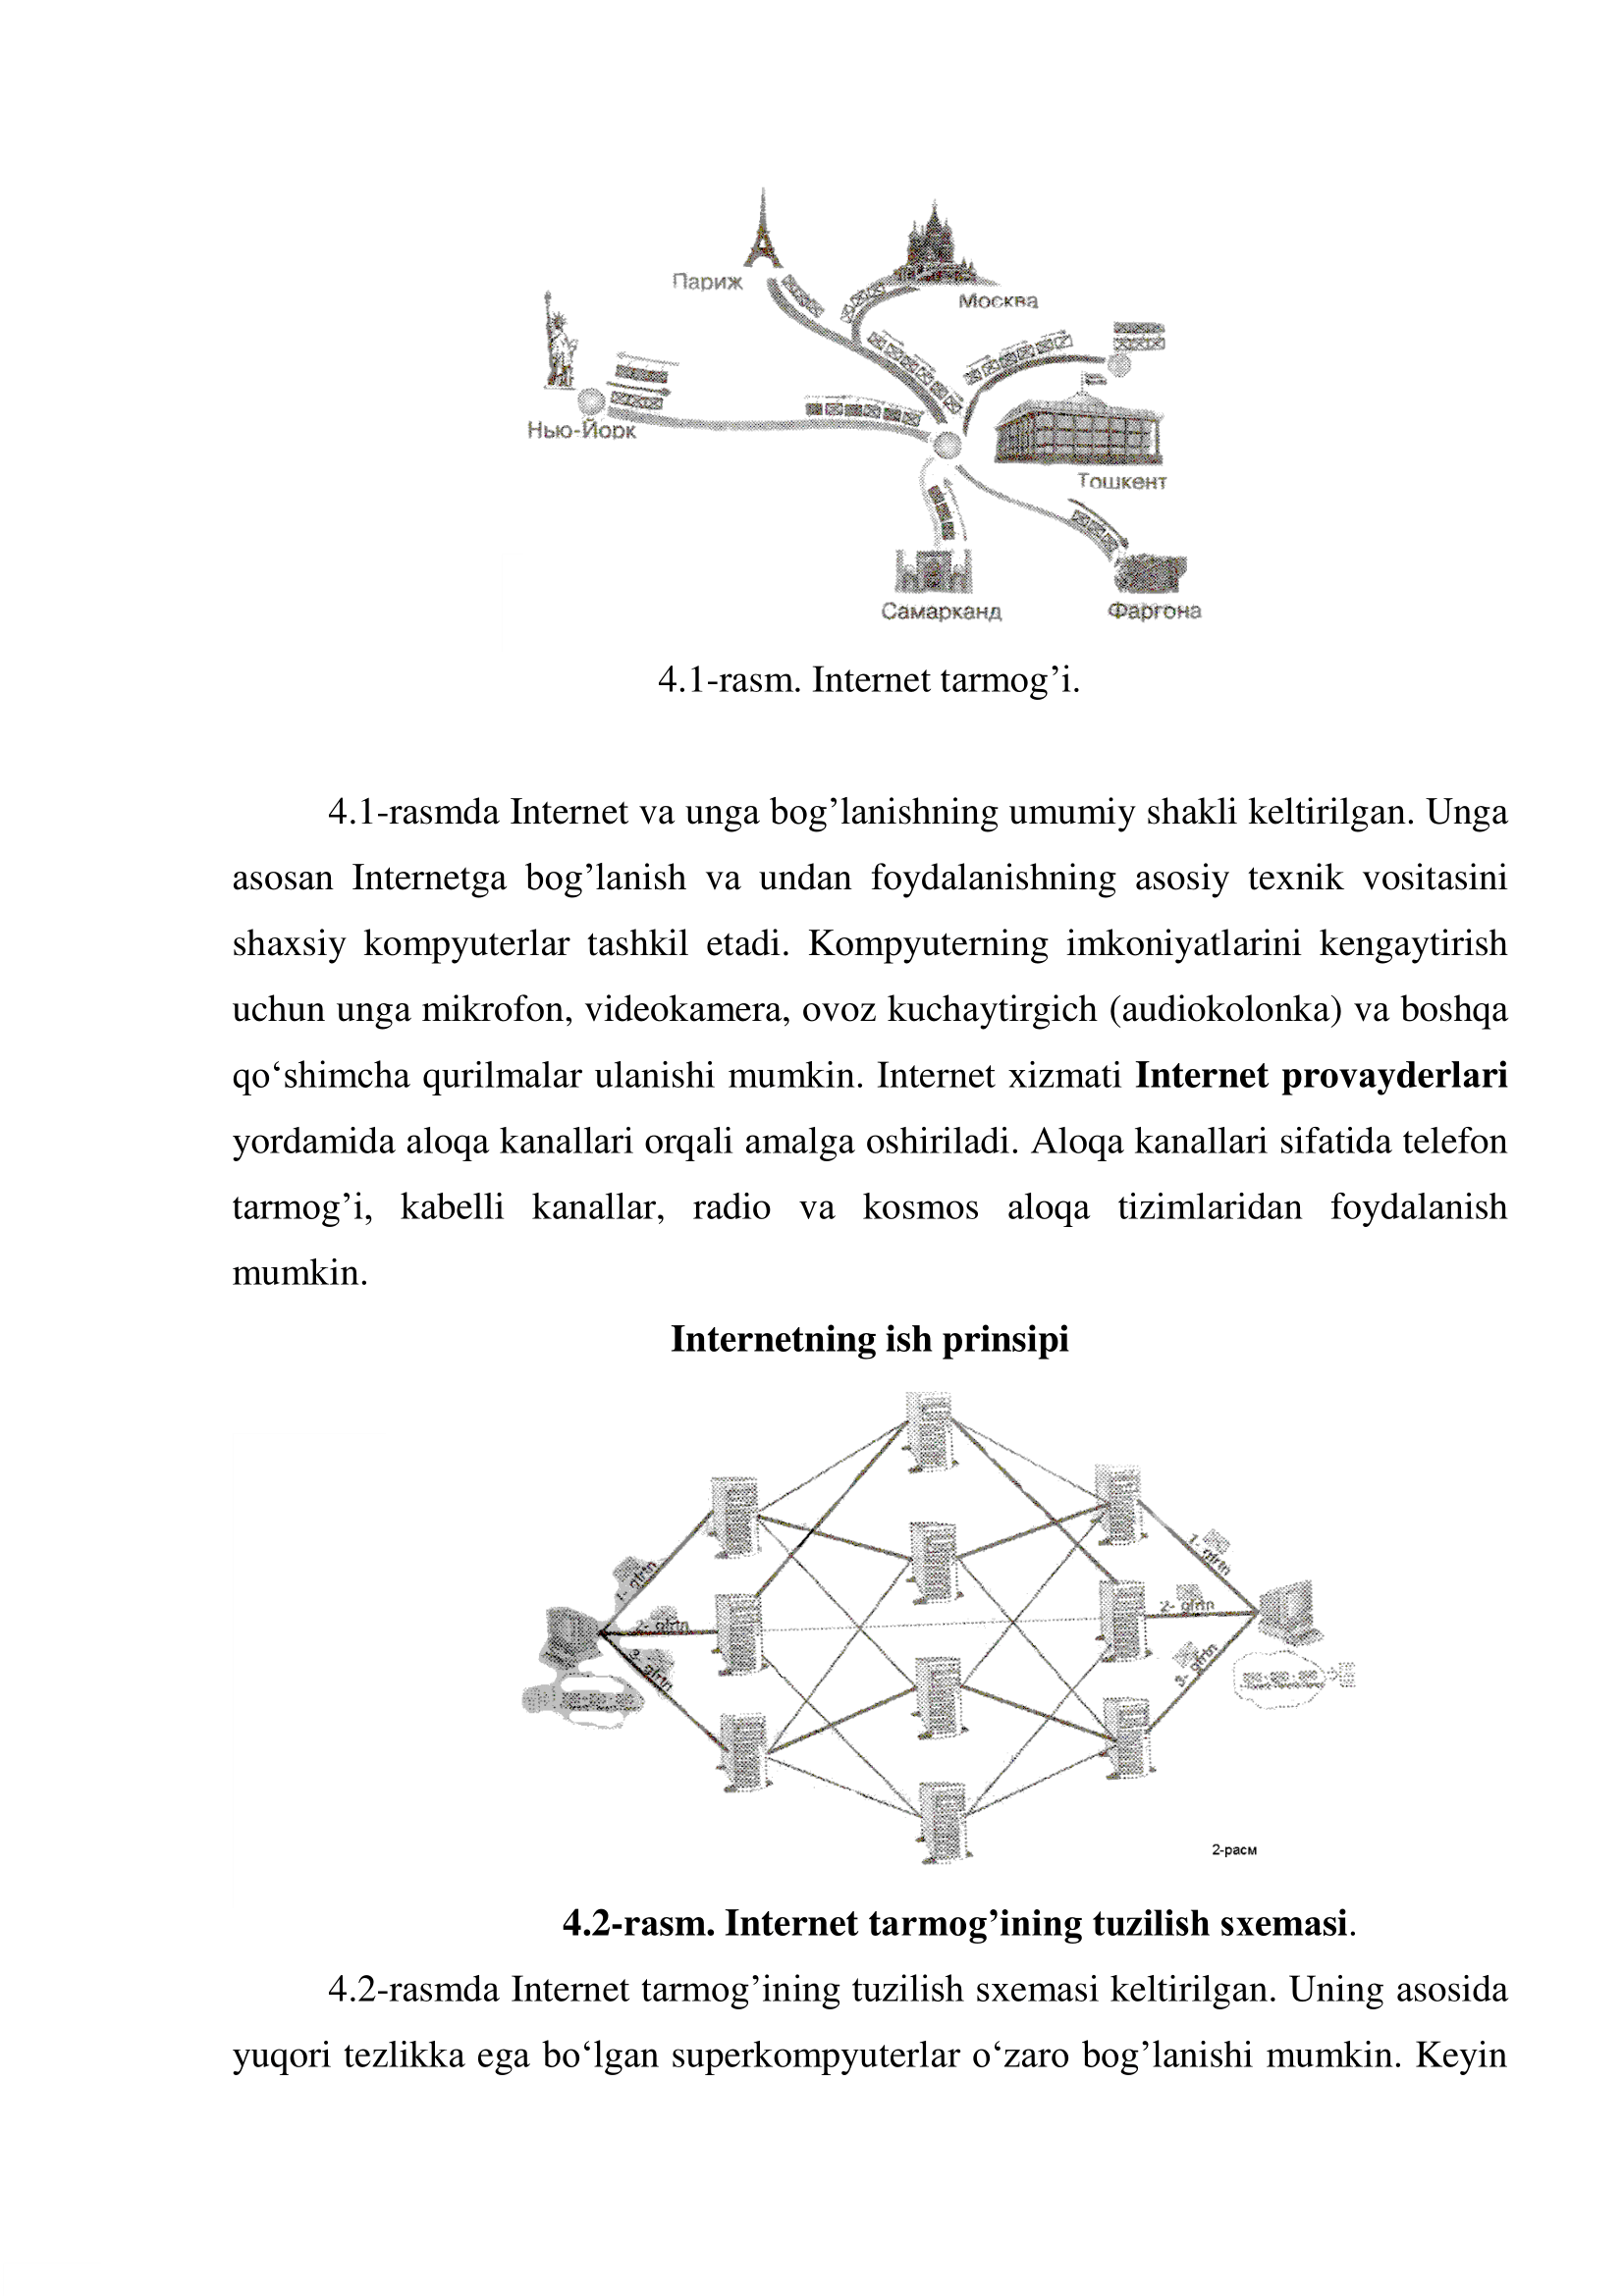 Париж
Москва
Нью-Йорк
Тошкент
Самарканд
Фаргона
4.1-rasm. Internet tarmog’i.
4.1-rasmda Internet va unga bog’lanishning umumiy shakli keltirilgan. Unga
asosan Internetga bog’lanish va undan foydalanishning asosiy texnik vositasini
shaxsiy kompyuterlar tashkil etadi. Kompyuterning imkoniyatlarini kengaytirish
uchun unga mikrofon, videokamera, ovoz kuchaytirgich (audiokolonka) va boshqa
qo‘shimcha qurilmalar ulanishi mumkin. Internet xizmati Internet provayderlari
yordamida aloqa kanallari orqali amalga oshiriladi. Aloqa kanallari sifatida telefon
tarmog’i, kabelli kanallar, radio va kosmos aloqa tizimlaridan foydalanish
mumkin.
Internetning ish prinsipi
1- qfrtn
2- qfrtn
3- qfrtn
1- qfrtn
2- qfrtn
3- qfrtn
2-расм
4.2-rasm. Internet tarmog’ining tuzilish sxemasi.
4.2-rasmda Internet tarmog’ining tuzilish sxemasi keltirilgan. Uning asosida
yuqori tezlikka ega bo‘lgan superkompyuterlar o‘zaro bog’lanishi mumkin. Keyin